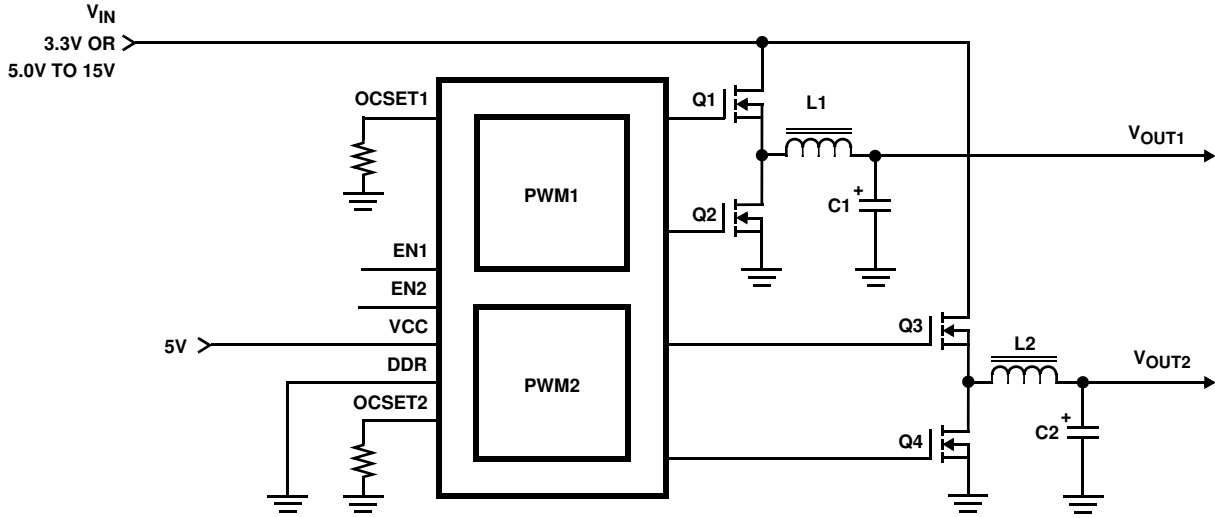 VIN
3.3V OR
5.0V TO 15V
OCSET1
Q1
L1
VOUT1
PWM1
+
C1
Q2
EN1
EN2
VCC
5V
Q3
L2
VOUT2
DDR
PWM2
OCSET2
+
C2
Q4